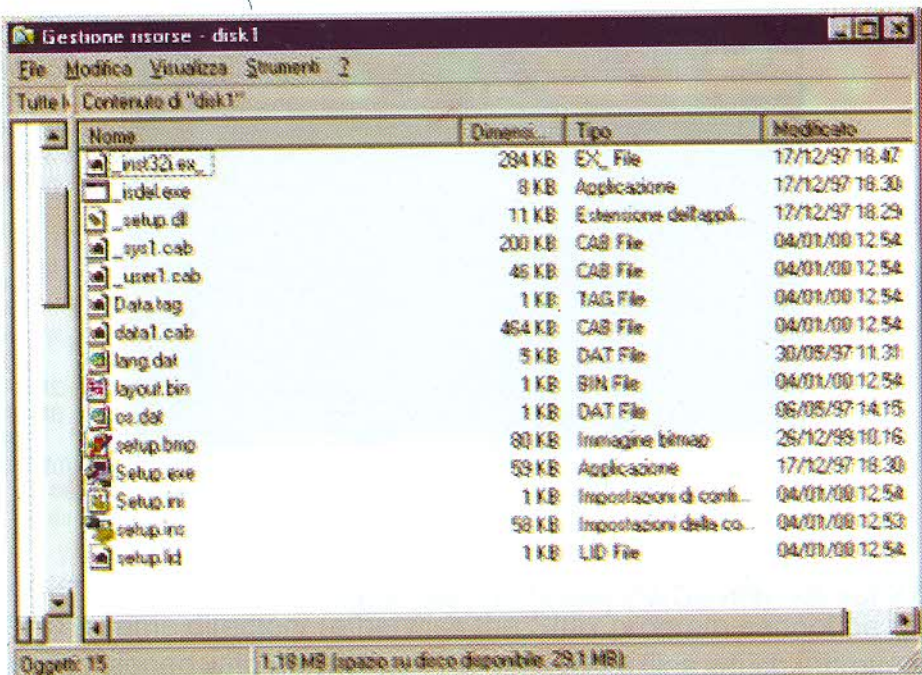 Gestione risorse - disk1
File Modifica Visualizza Strumenti ?
Tutte l Contenuto di "disk1"
Nome Dimensi... Tipo Modificato
_inst32i.ex_ 284 KB EX_ File 17/12/97 18.47
_isdel.exe 8 KB Applicazione 17/12/97 18.30
_setup.dll 11 KB Estensione dell'appli... 17/12/97 18.29
_sys1.cab 200 KB CAB File 04/01/00 12.54
_user1.cab 46 KB CAB File 04/01/00 12.54
Data.tag 1 KB TAG File 04/01/00 12.54
data1.cab 464 KB CAB File 04/01/00 12.54
lang.dat 5 KB DAT File 30/05/97 11.31
layout.bin 1 KB BIN File 04/01/00 12.54
os.dat 1 KB DAT File 06/05/97 14.15
setup.bmp 80 KB Immagine bitmap 10.16
Setup.exe 59 KB Applicazione 17/12/97 18.30
Setup.ini 1 KB Impostazioni di confi... 04/01/00 12.54
setup.ins 58 KB Impostazioni della co... 04/01/00 12.53
setup.lid 1 KB LID File 04/01/00 12.54
Oggetti: 15 1.18 MB (spazio su disco disponibile: 29.1 MB)